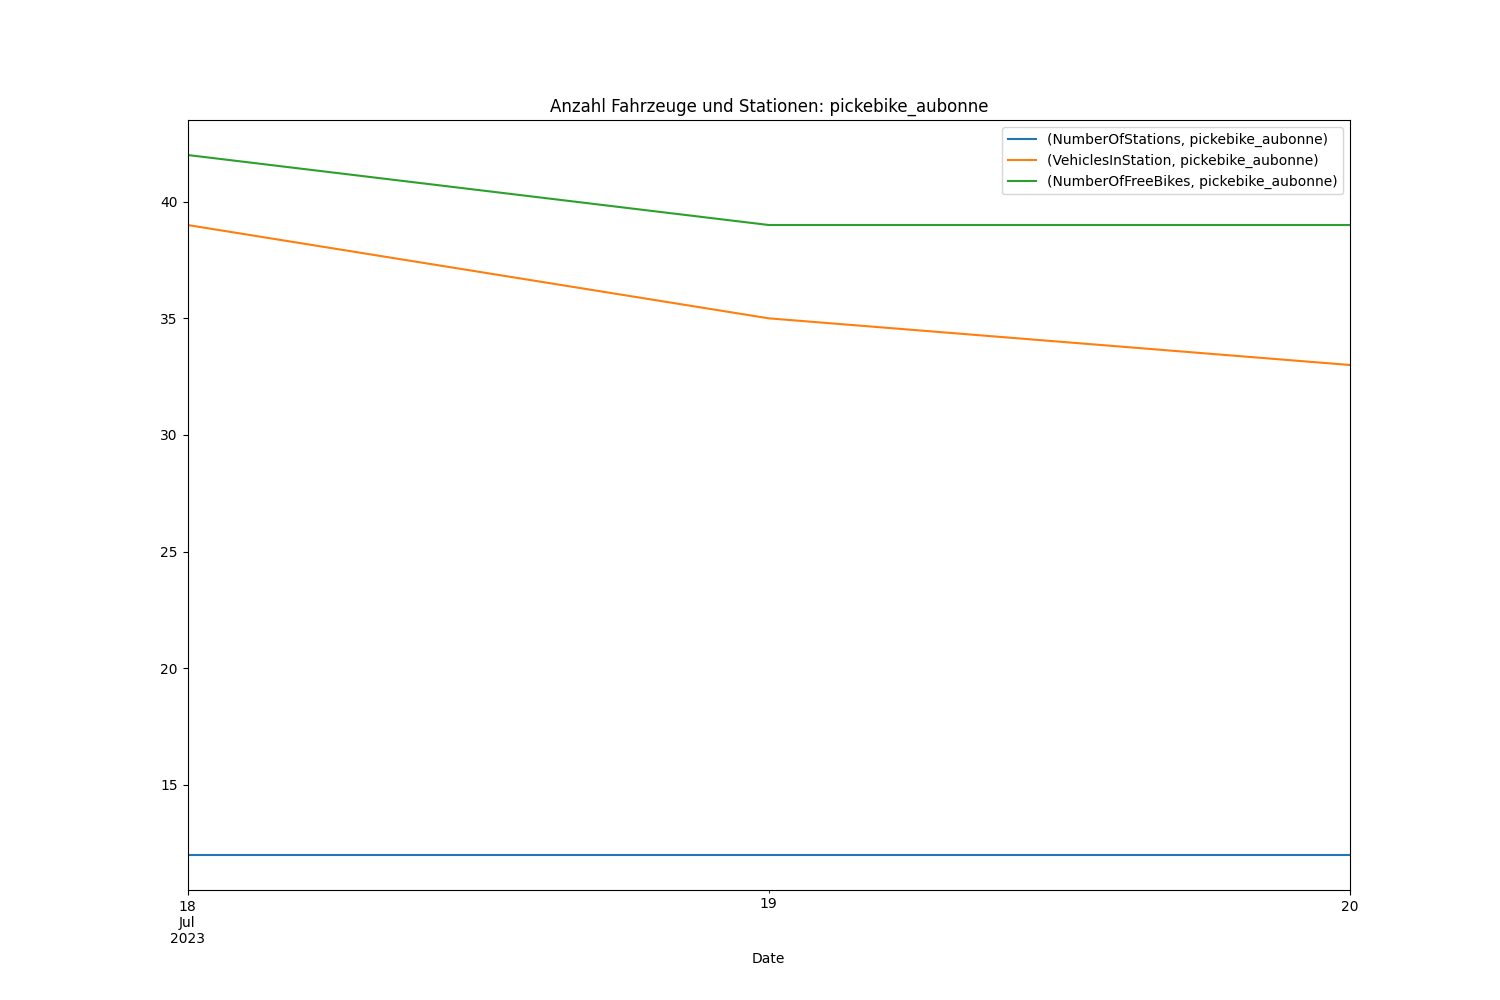 Anzahl Fahrzeuge und Stationen: pickebike_aubonne
(NumberOfStations, pickebike_aubonne)
(VehiclesInStation, pickebike_aubonne)
(NumberOfFreeBikes, pickebike_aubonne)
40
35
30
25
20
15
18
Jul
2023
19
20
Date